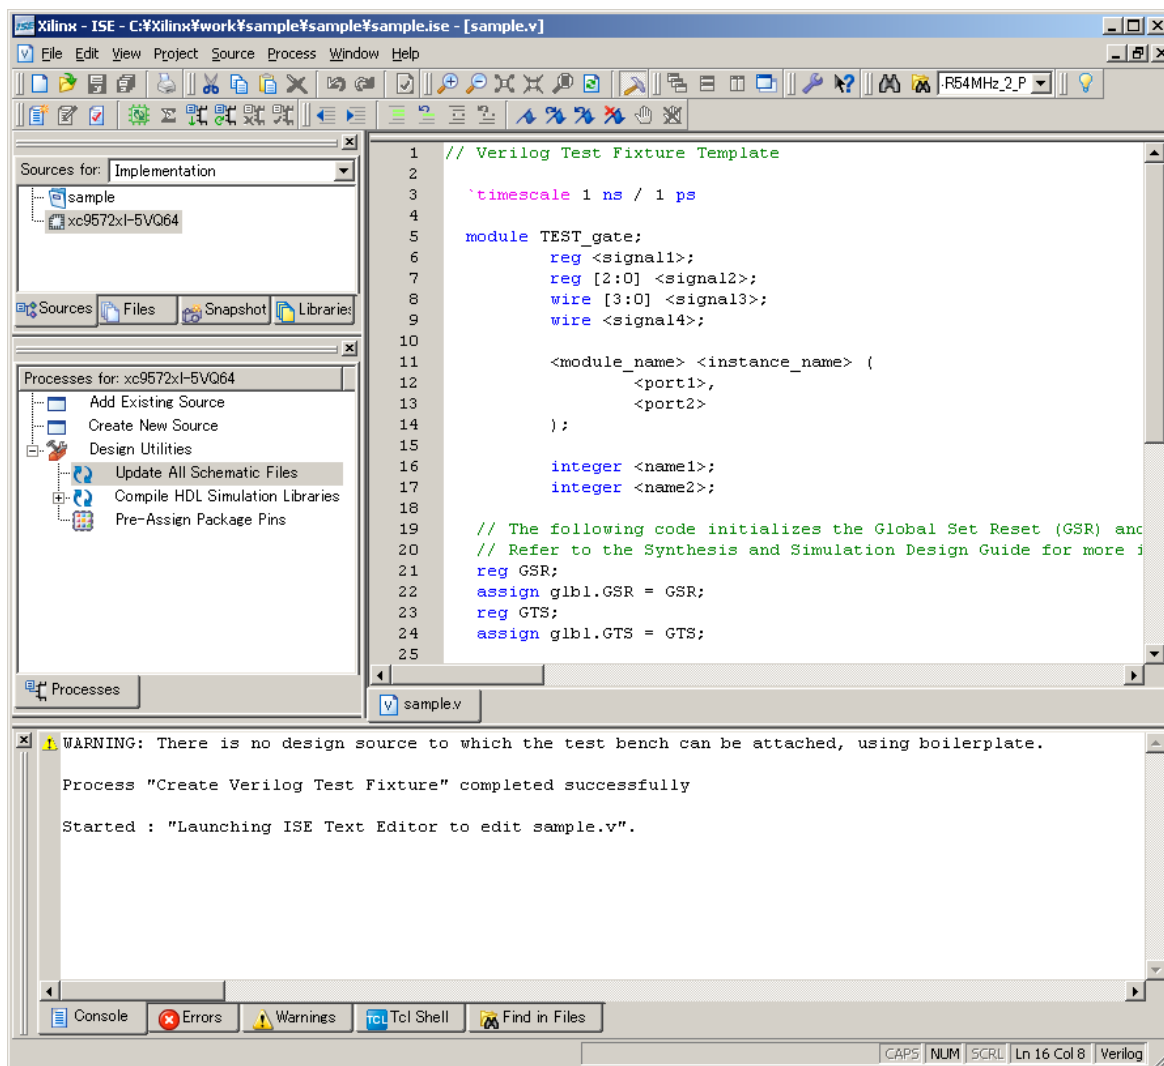 Xilinx - ISE - C:¥Xilinx¥work¥sample¥sample¥sample.ise - [sample.v]
File Edit View Project Source Process Window Help
R54MHz_2_P
Sources for: Implementation
sample
xc9572xl-5VQ64
Sources Files Snapshot Libraries
Processes for: xc9572xl-5VQ64
Add Existing Source
Create New Source
Design Utilities
Update All Schematic Files
Compile HDL Simulation Libraries
Pre-Assign Package Pins
Processes
1 // Verilog Test Fixture Template
2
3 `timescale 1 ns / 1 ps
4
5 module TEST_gate;
6 reg <signal1>;
7 reg [2:0] <signal2>;
8 wire [3:0] <signal3>;
9 wire <signal4>;
10
11 <module_name> <instance_name> (
12 <port1>,
13 <port2>
14 );
15
16 integer <name1>;
17 integer <name2>;
18
19 // The following code initializes the Global Set Reset (GSR) and
20 // Refer to the Synthesis and Simulation Design Guide for more i
21 reg GSR;
22 assign glbl.GSR = GSR;
23 reg GTS;
24 assign glbl.GTS = GTS;
25
sample.v
WARNING: There is no design source to which the test bench can be attached, using boilerplate.
Process "Create Verilog Test Fixture" completed successfully
Started : "Launching ISE Text Editor to edit sample.v".
Console Errors Warnings TCL Tcl Shell Find in Files
CAPS NUM SCRL Ln 16 Col 8 Verilog